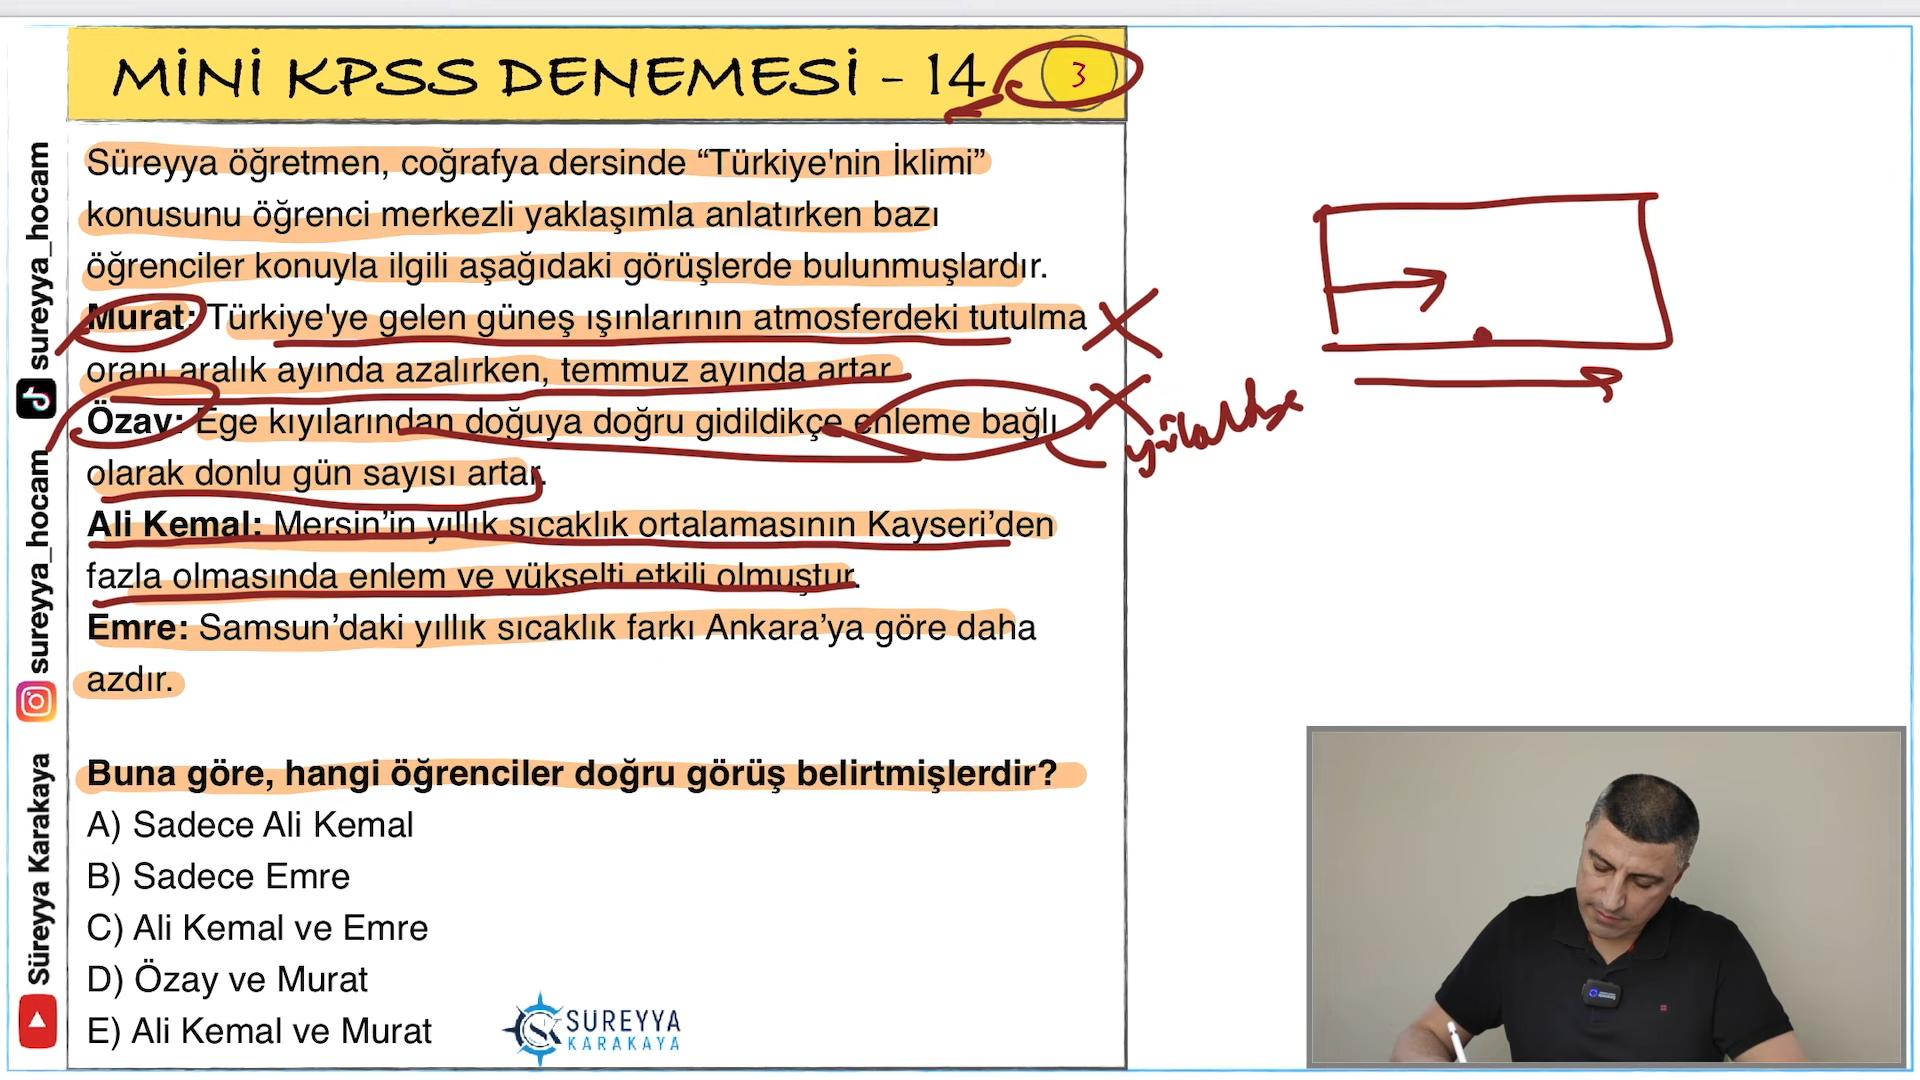 MİNİ KPSS DENEMESİ - 14
3
Süreyya öğretmen, coğrafya dersinde “Türkiye'nin İklimi”
konusunu öğrenci merkezli yaklaşımla anlatırken bazı
öğrenciler konuyla ilgili aşağıdaki görüşlerde bulunmuşlardır.
Murat: Türkiye'ye gelen güneş ışınlarının atmosferdeki tutulma
oranı aralık ayında azalırken, temmuz ayında artar.
Özay: Ege kıyılarından doğuya doğru gidildikçe enleme bağlı
olarak donlu gün sayısı artar.
Ali Kemal: Mersin’in yıllık sıcaklık ortalamasının Kayseri’den
fazla olmasında enlem ve yükselti etkili olmuştur.
Emre: Samsun’daki yıllık sıcaklık farkı Ankara’ya göre daha
azdır.
Buna göre, hangi öğrenciler doğru görüş belirtmişlerdir?
A) Sadece Ali Kemal
B) Sadece Emre
C) Ali Kemal ve Emre
D) Özay ve Murat
E) Ali Kemal ve Murat
SUREYYA
KARAKAYA
sureyya_hocam
sureyya_hocam
Süreyya Karakaya